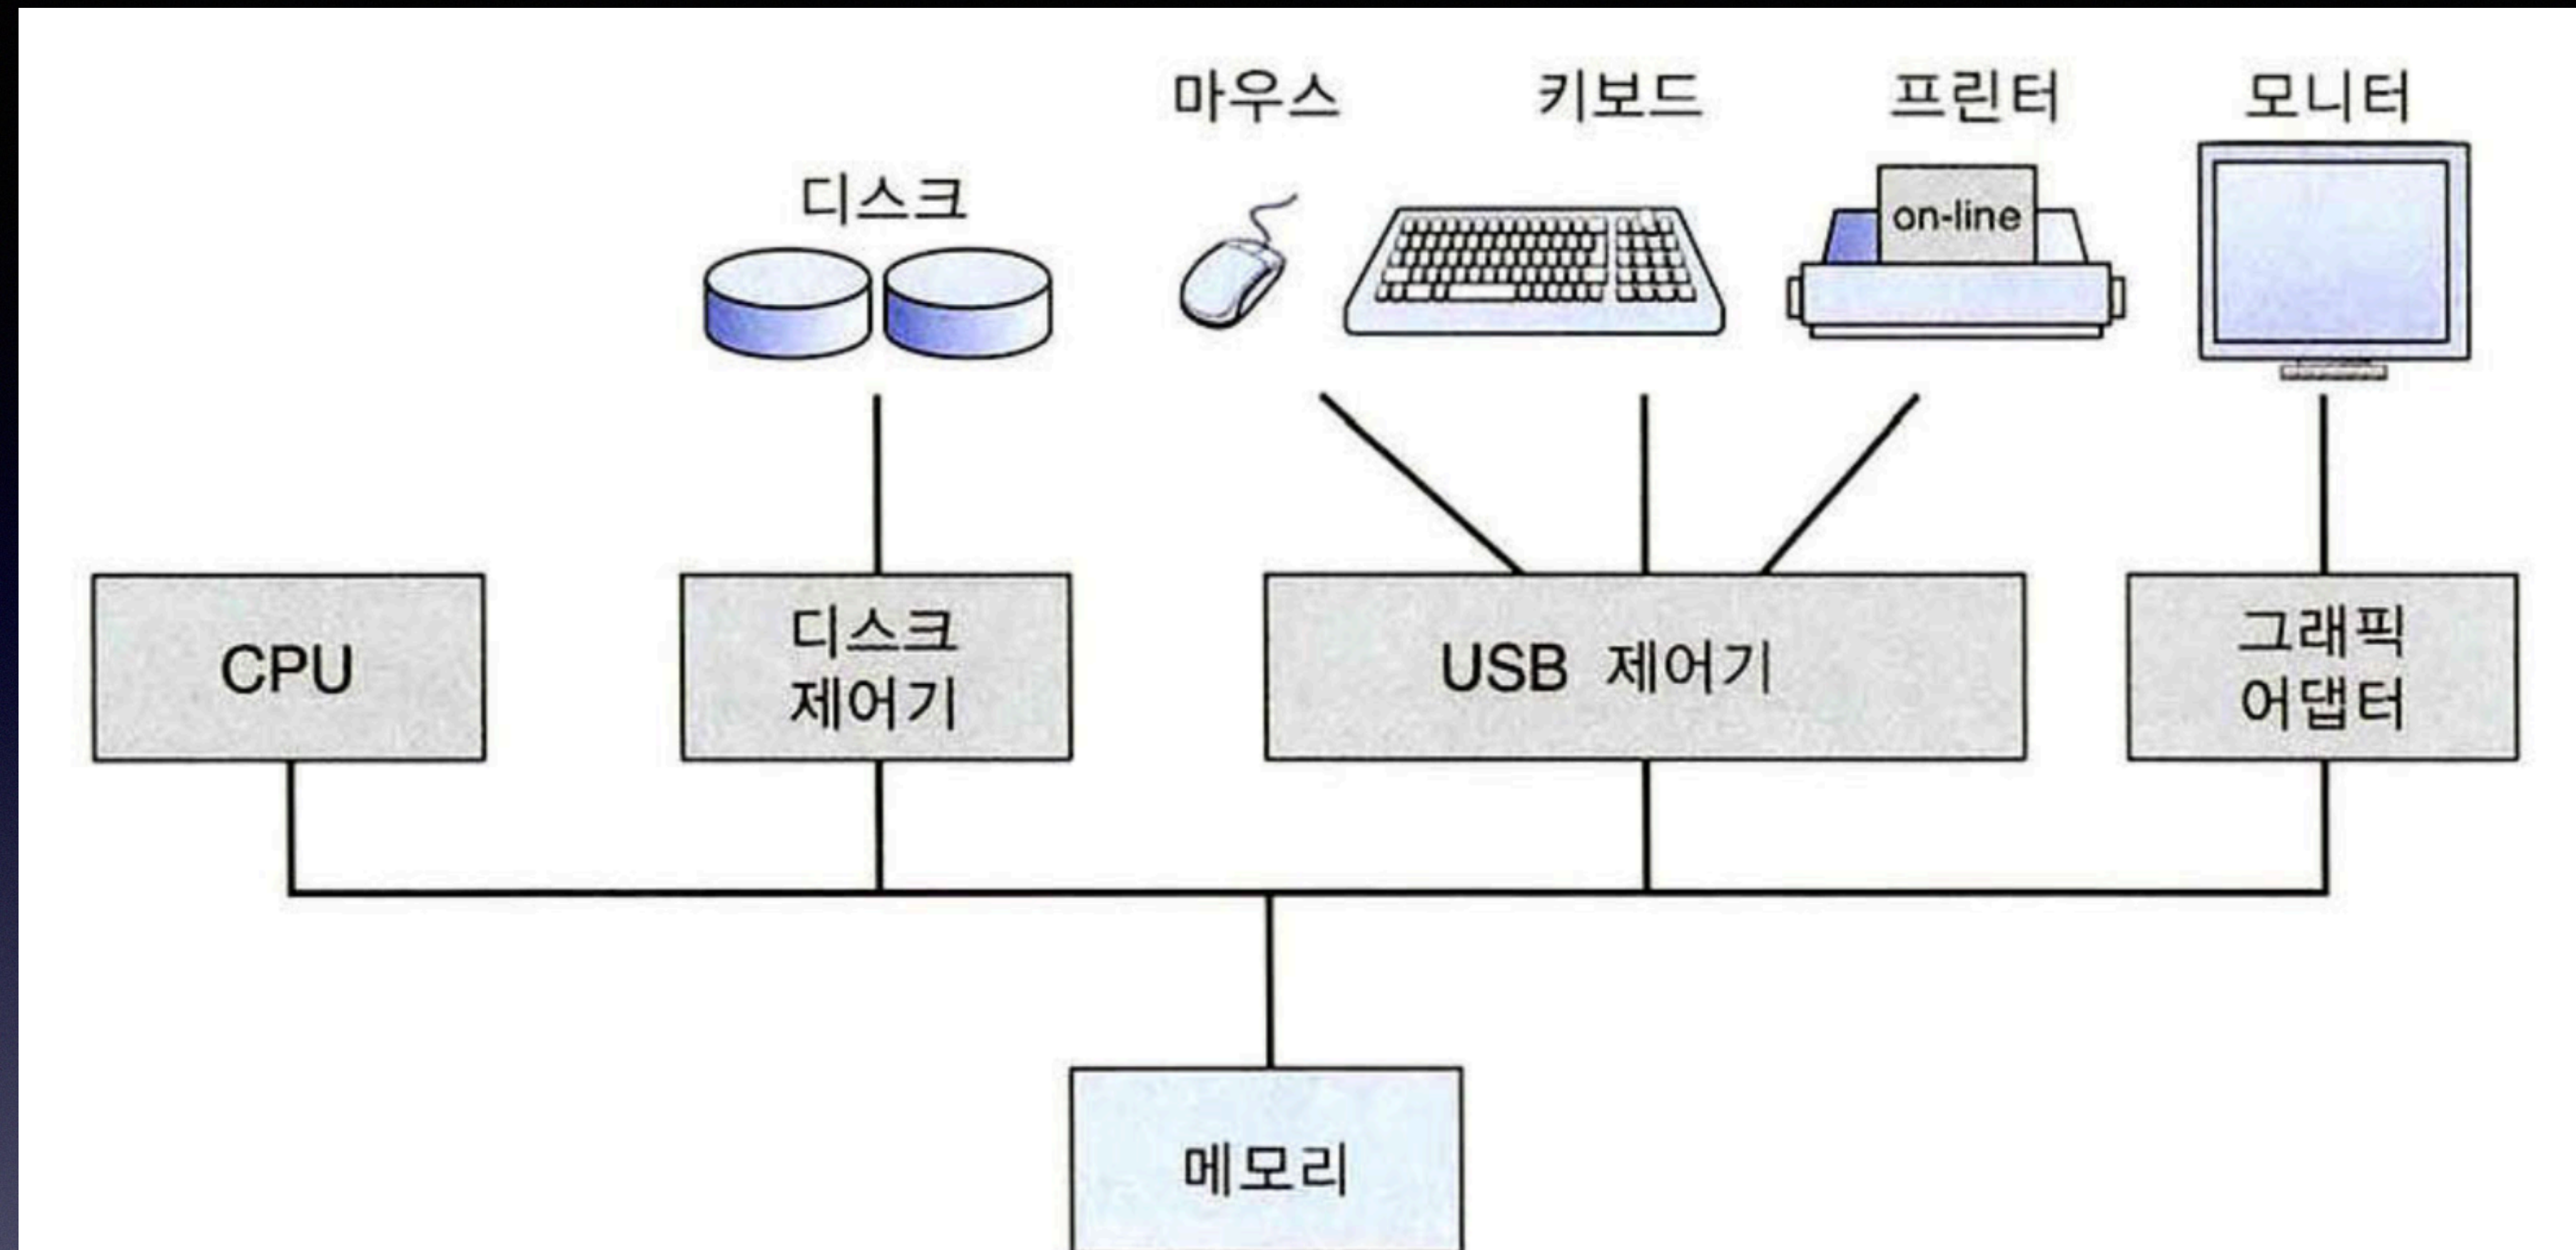 마우스
키보드
프린터
모니터
디스크
on-line
CPU
디스크
제어기
USB 제어기
그래픽
어댑터
메모리